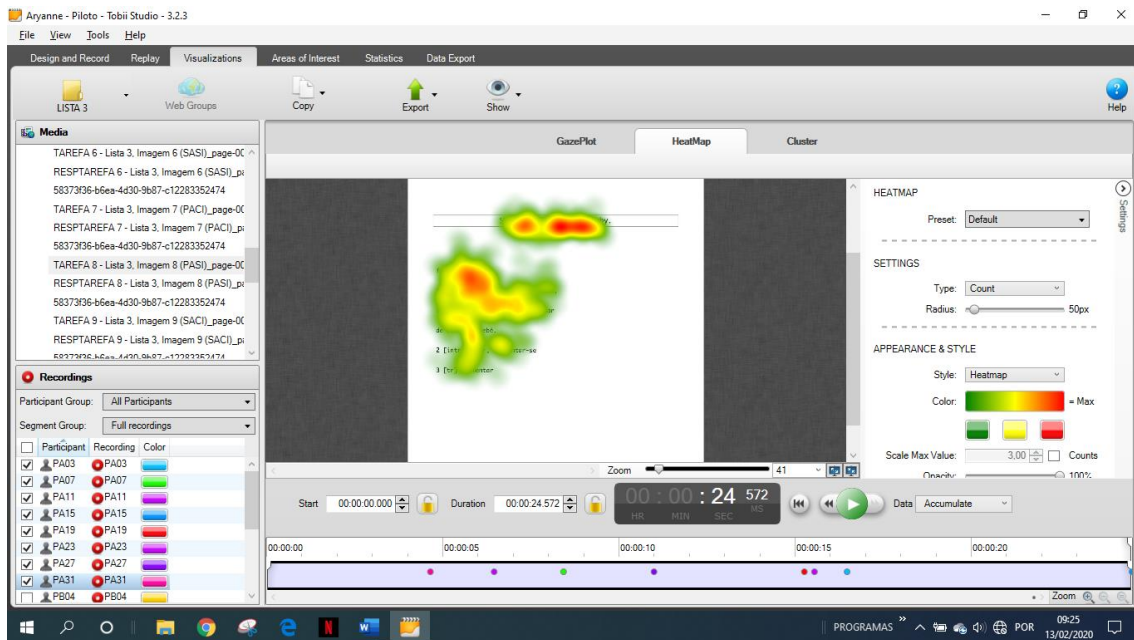 Aryanne - Piloto - Tobii Studio - 3.2.3
File View Tools Help
Design and Record Replay Visualizations Areas of Interest Statistics Data Export
LISTA 3 Web Groups Copy Export Show Help
Media
TAREFA 6 - Lista 3, Imagem 6 (SASI)_page-00
RESPTAREFA 6 - Lista 3, Imagem 6 (SASI)_pa
58373f36-b6ea-4d30-9b87-c12283352474
TAREFA 7 - Lista 3, Imagem 7 (PACI)_page-00
RESPTAREFA 7 - Lista 3, Imagem 7 (PACI)_pa
58373f36-b6ea-4d30-9b87-c12283352474
TAREFA 8 - Lista 3, Imagem 8 (PASI)_page-00
RESPTAREFA 8 - Lista 3, Imagem 8 (PASI)_pa
58373f36-b6ea-4d30-9b87-c12283352474
TAREFA 9 - Lista 3, Imagem 9 (SACI)_page-00
RESPTAREFA 9 - Lista 3, Imagem 9 (SACI)_pa
58373f36-b6ea-4d30-9b87-c12283352474
Recordings
Participant Group: All Participants
Segment Group: Full recordings
Participant Recording Color
PA03 PA03
PA07 PA07
PA11 PA11
PA15 PA15
PA19 PA19
PA23 PA23
PA27 PA27
PA31 PA31
PB04 PB04
GazePlot HeatMap Cluster
2 [int
3 [tr
HEATMAP
Preset: Default
SETTINGS
Type: Count
Radius: 50px
APPEARANCE & STYLE
Style: Heatmap
Color: = Max
Scale Max Value: 3,00 Counts
Opacity: 100%
Settings
Zoom 41
Start 00:00:00.000 Duration 00:00:24.572 00 : 00 : 24 572 Data Accumulate
HR MIN SEC MS
00:00:00 00:00:05 00:00:10 00:00:15 00:00:20
Zoom
PROGRAMAS POR 09:25
13/02/2020